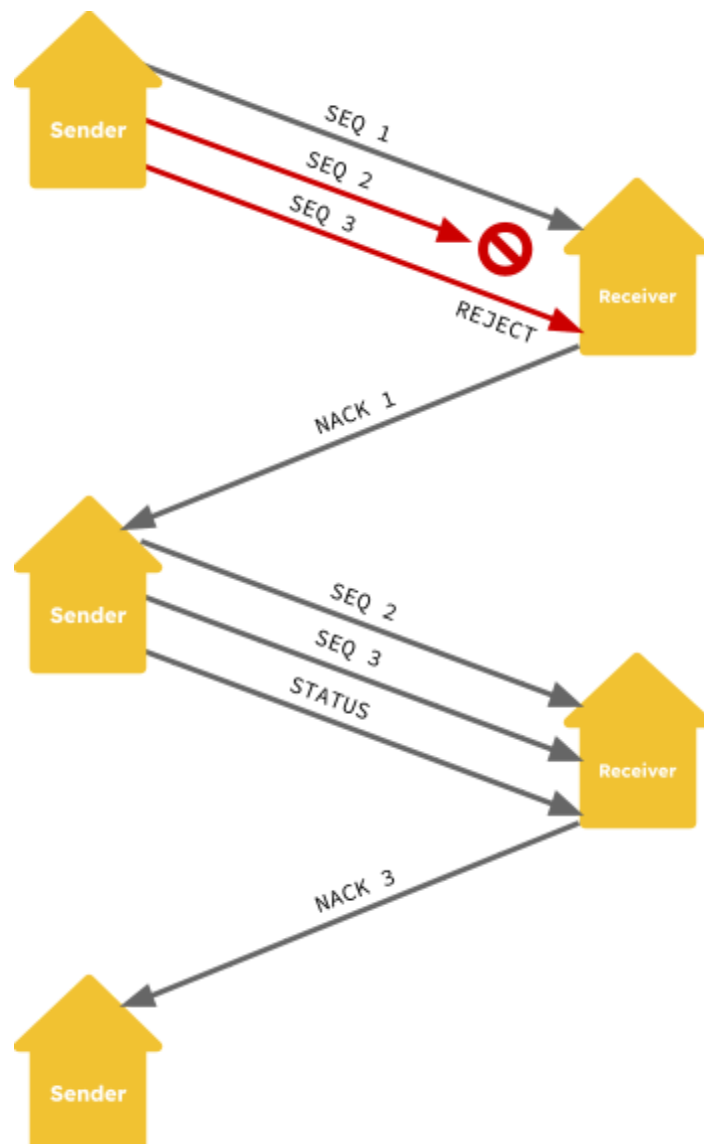 Sender
SEQ 1
SEQ 2
SEQ 3
Receiver
REJECT
NACK 1
Sender
SEQ 2
SEQ 3
STATUS
Receiver
NACK 3
Sender